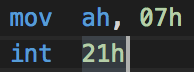 mov ah, 07h
int 21h